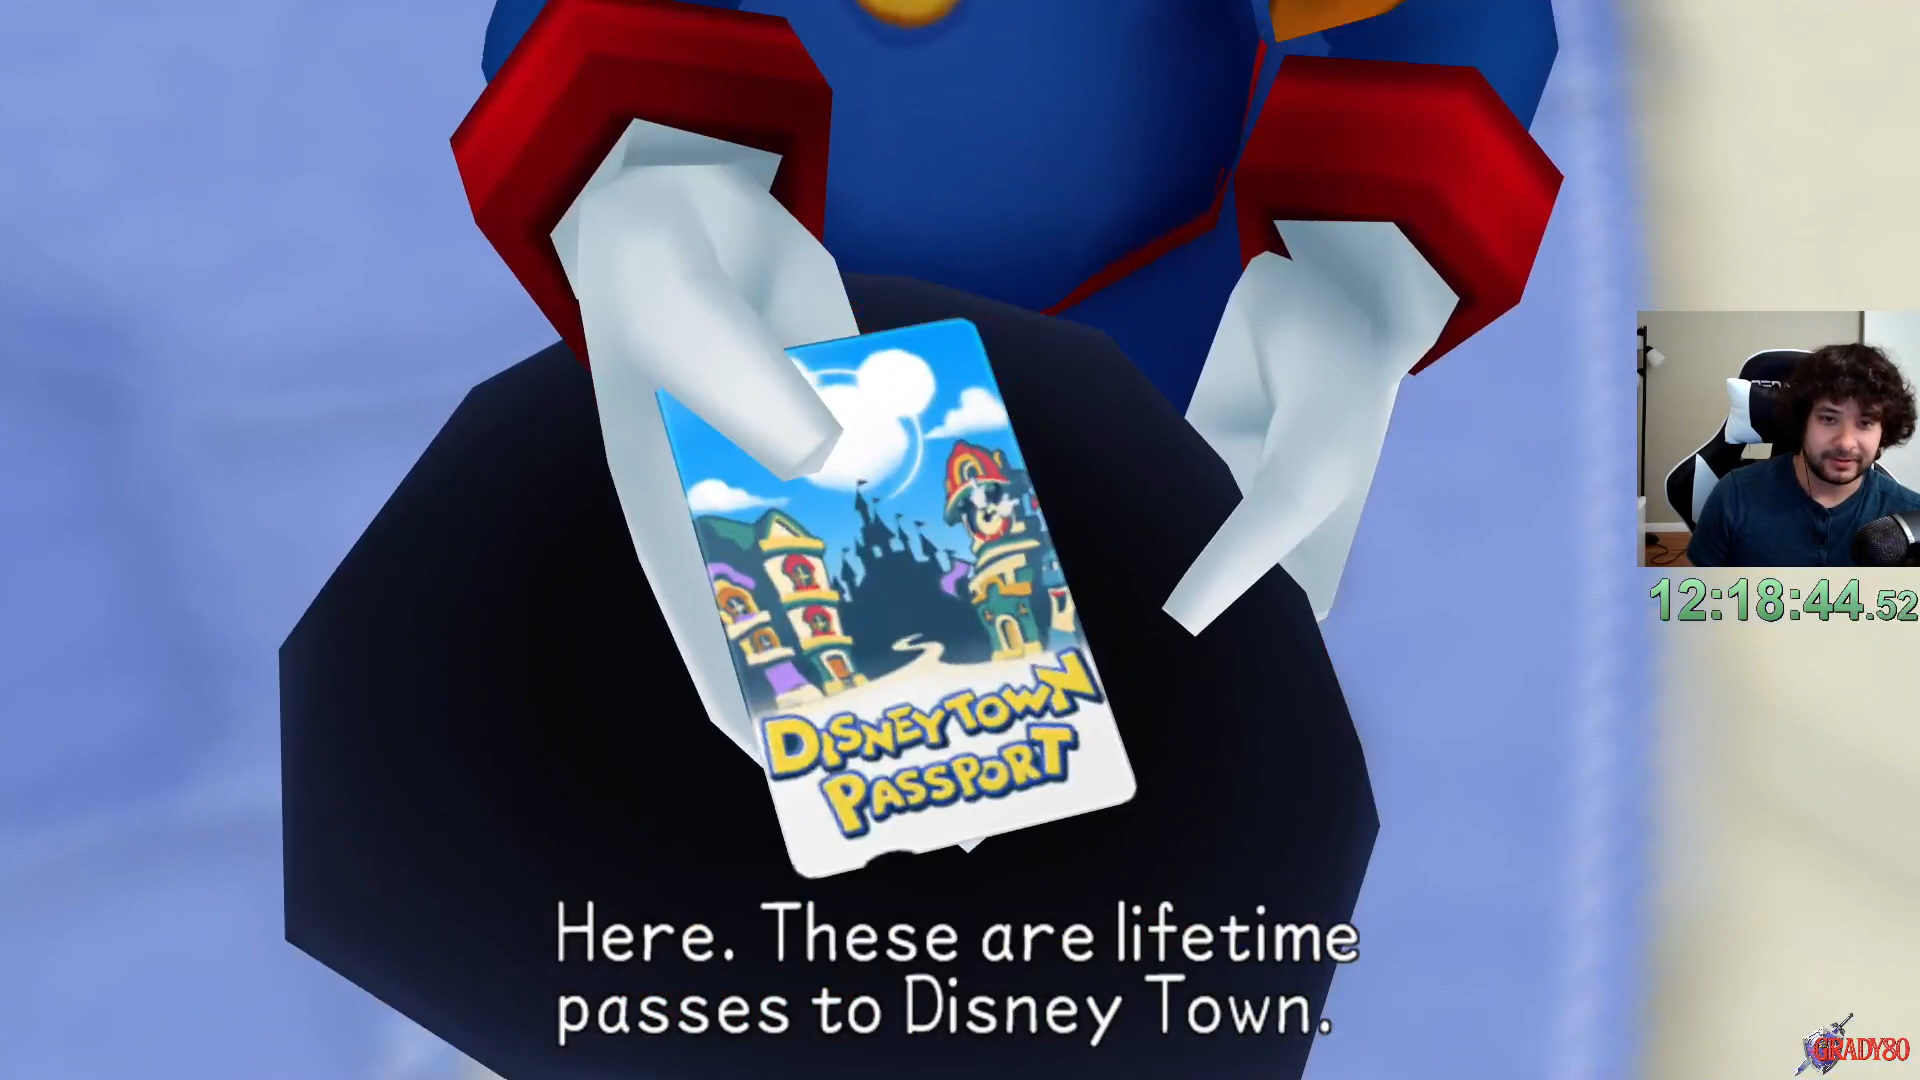 DISNEY TOWN
PASSPORT
12:18:44.52
Here. These are lifetime
passes to Disney Town.
GRADY80